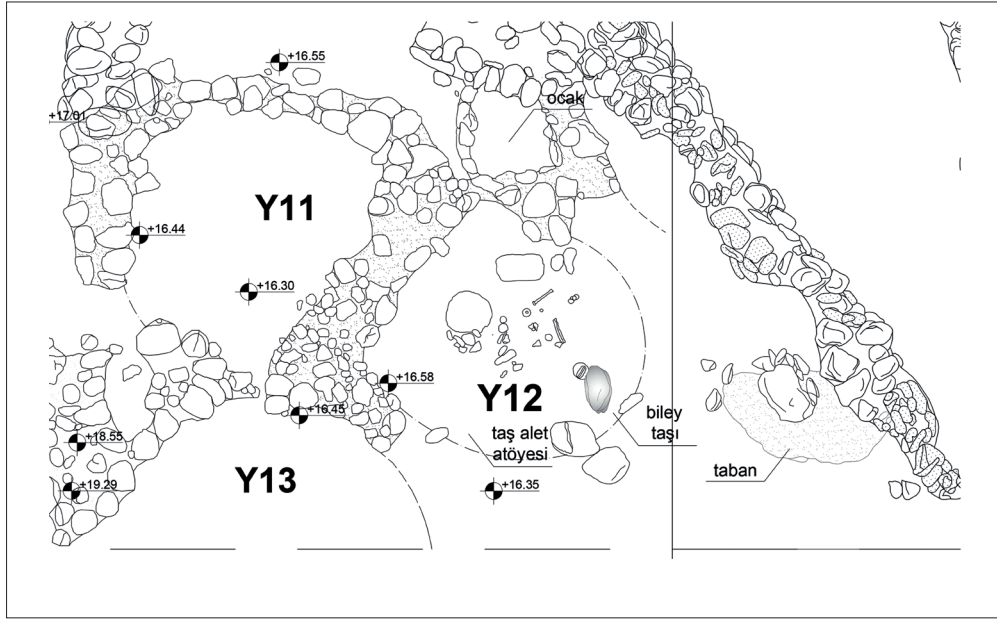 +16.55
ocak
+17.01
Y11
+16.44
+16.30
+16.58
Y12
+16.45
biley
taşı
taş alet
atöyesi
+18.55
taban
Y13
+19.29
+16.35